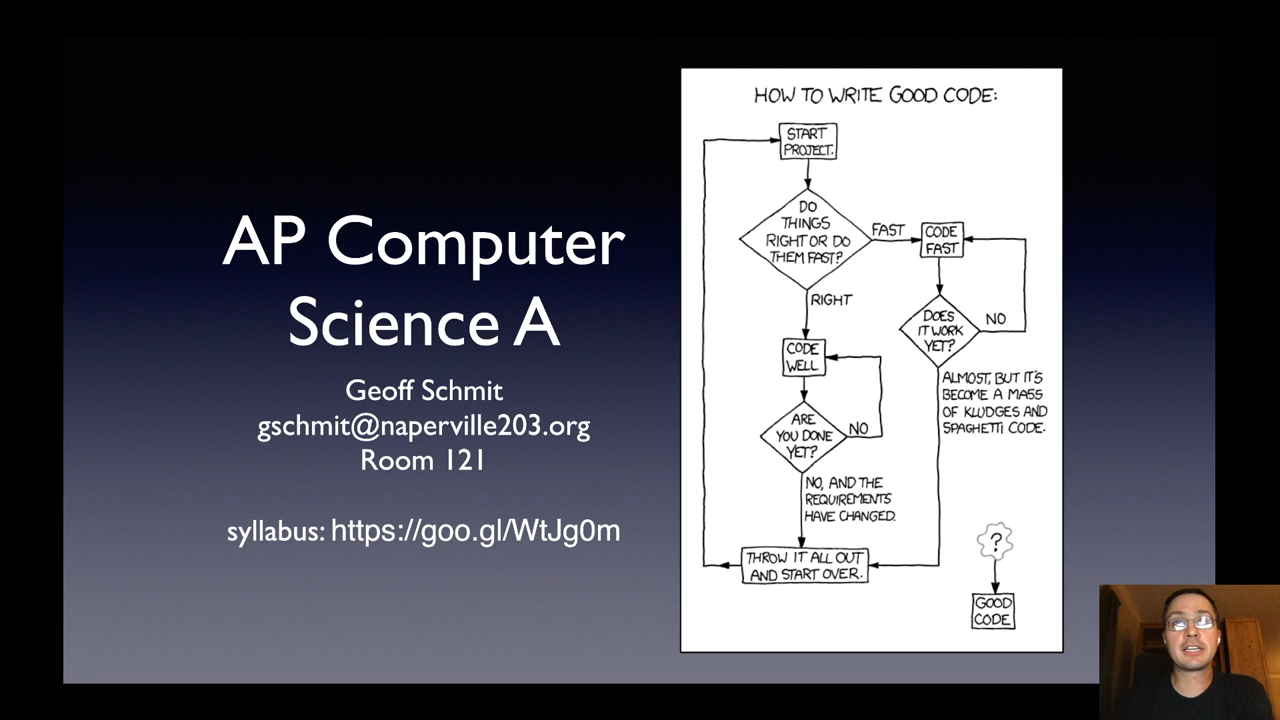 AP Computer
Science A
Geoff Schmit
gschmit@naperville203.org
Room 121
syllabus: https://goo.gl/WtJg0m
HOW TO WRITE GOOD CODE:
START
PROJECT.
DO
THINGS
RIGHT OR DO
THEM FAST?
FAST
CODE
FAST
RIGHT
DOES
IT WORK
YET?
NO
CODE
WELL
ALMOST, BUT IT'S
BECOME A MASS
OF KLUDGES AND
SPAGHETTI CODE.
ARE
YOU DONE
YET?
NO
NO, AND THE
REQUIREMENTS
HAVE CHANGED.
THROW IT ALL OUT
AND START OVER.
?
GOOD
CODE